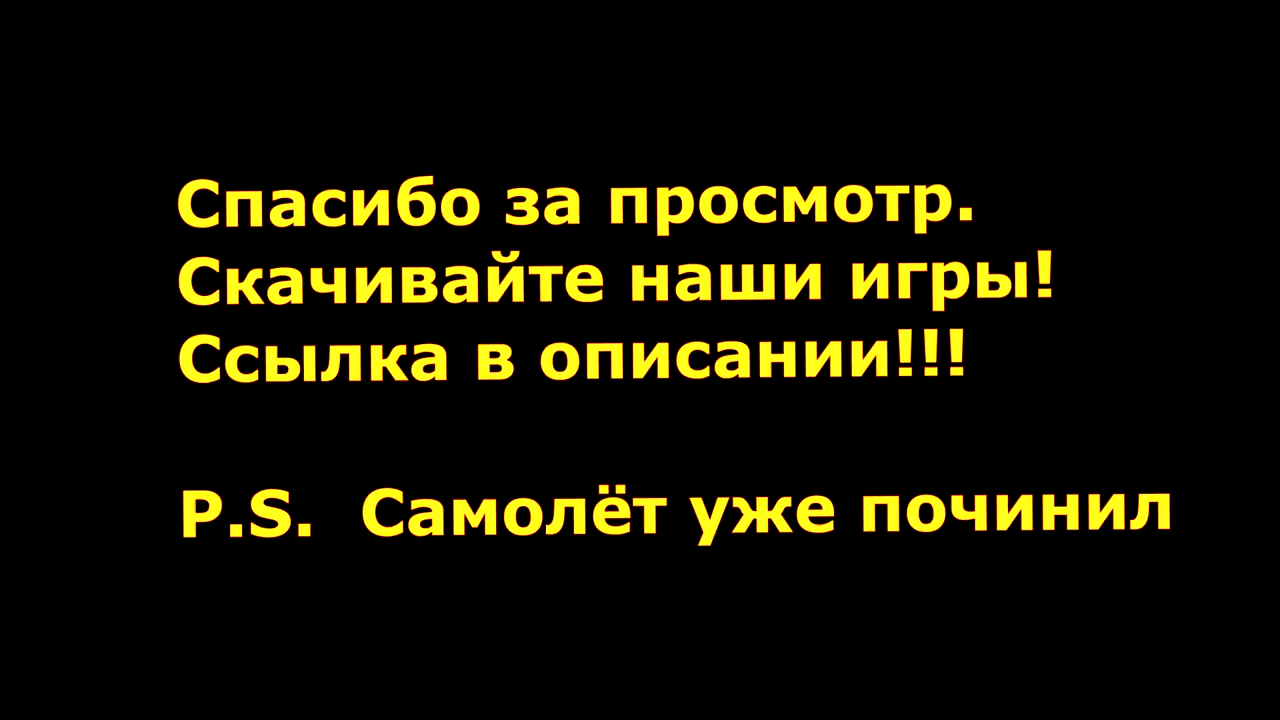 Спасибо за просмотр.
Скачивайте наши игры!
Ссылка в описании!!!
P.S. Самолёт уже починил